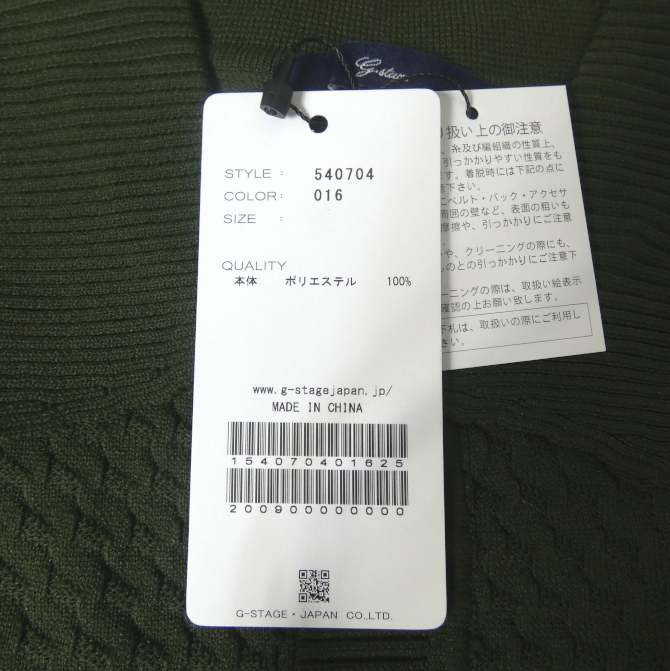 G-stage
STYLE : 540704
COLOR: 016
SIZE :
QUALITY
本体 ポリエステル 100%
www.g-stagejapan.jp/
MADE IN CHINA
154070401625
2009000000000
G-STAGE・JAPAN CO.,LTD.
扱い上の御注意
、糸及び編組織の性質上、
引っかかりやすい性質をも
す。着脱時には下記の点に
下さい。
ベルト・バック・アクセサ
周囲の壁など、表面の粗いも
摩擦や、引っかかりにご注意
や、クリーニングの際にも、
のとの引っかかりにご注意下
ニングの際は、取扱い絵表示
確認の上お願い致します。
下札は、取扱いの際にご利用し
さい。